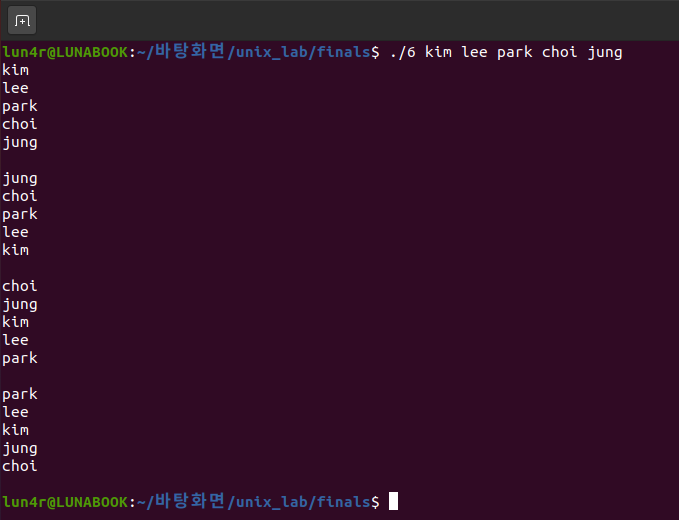 lun4r@LUNABOOK:~/바탕화면/unix_lab/finals$ ./6 kim lee park choi jung
kim
lee
park
choi
jung

jung
choi
park
lee
kim

choi
jung
kim
lee
park

park
lee
kim
jung
choi

lun4r@LUNABOOK:~/바탕화면/unix_lab/finals$